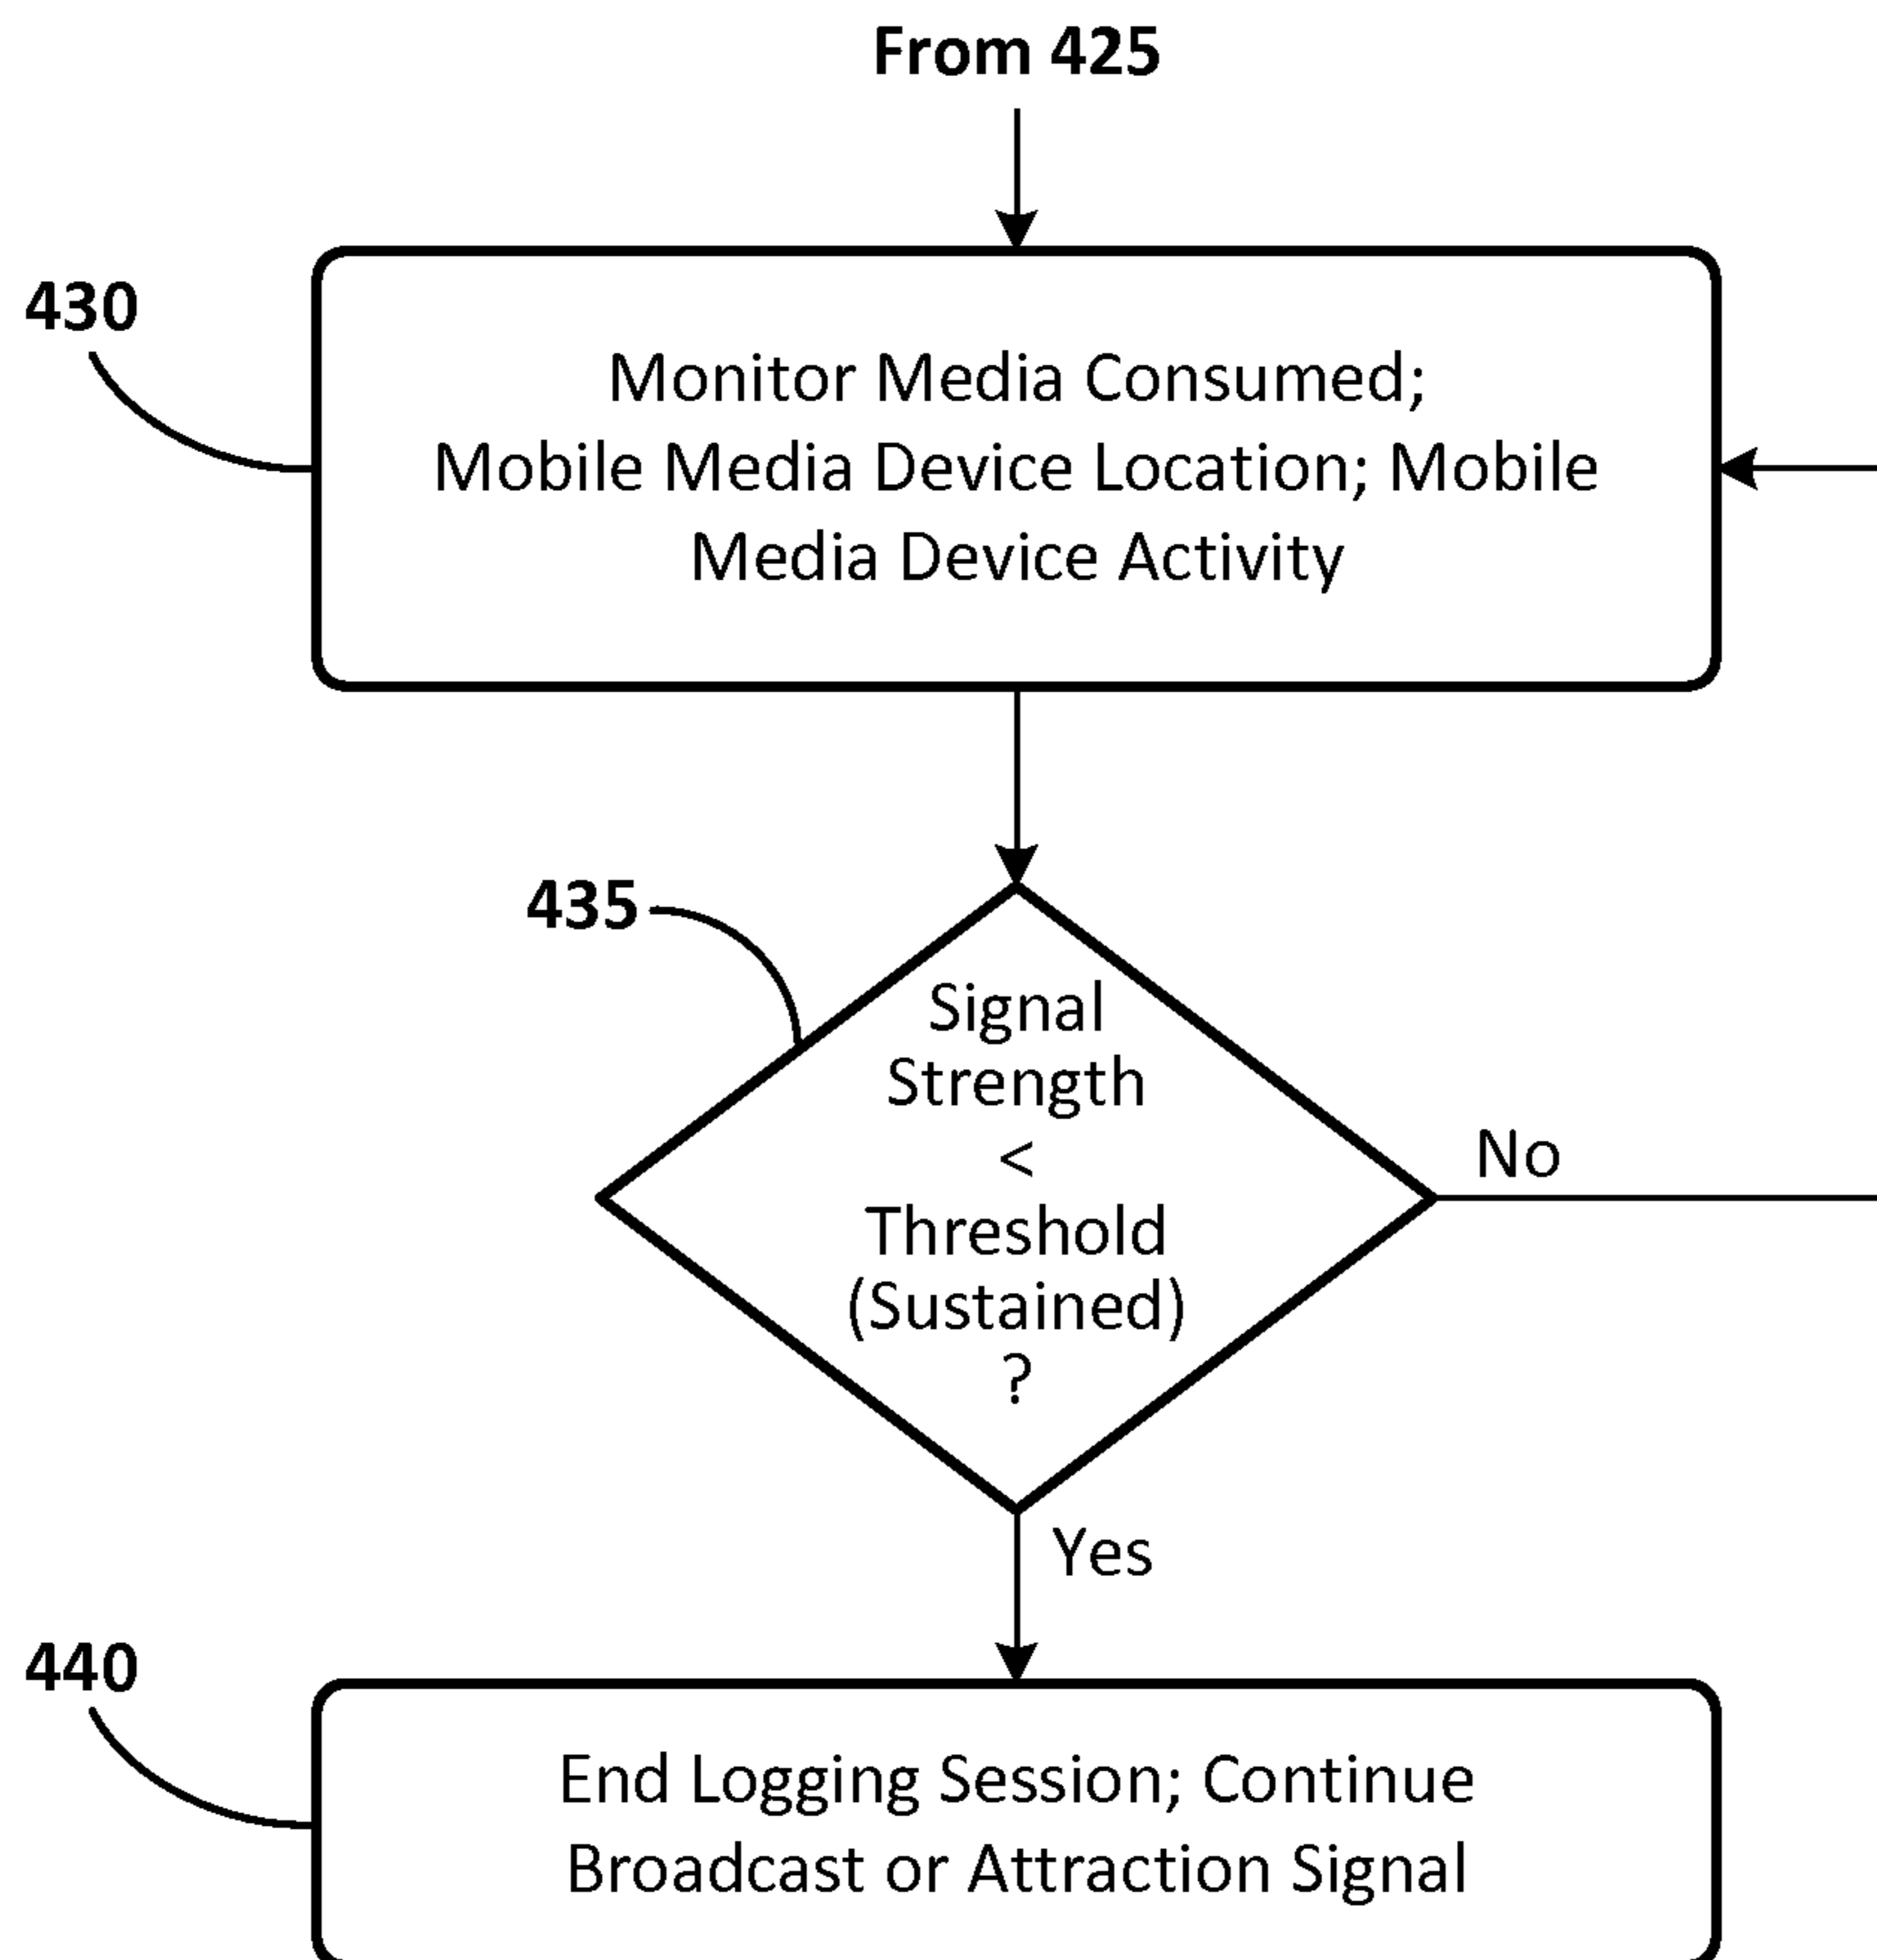 From 425
430
Monitor Media Consumed;
Mobile Media Device Location; Mobile
Media Device Activity
435
Signal
Strength
<
Threshold
(Sustained)
?
No
Yes
440
End Logging Session; Continue
Broadcast or Attraction Signal